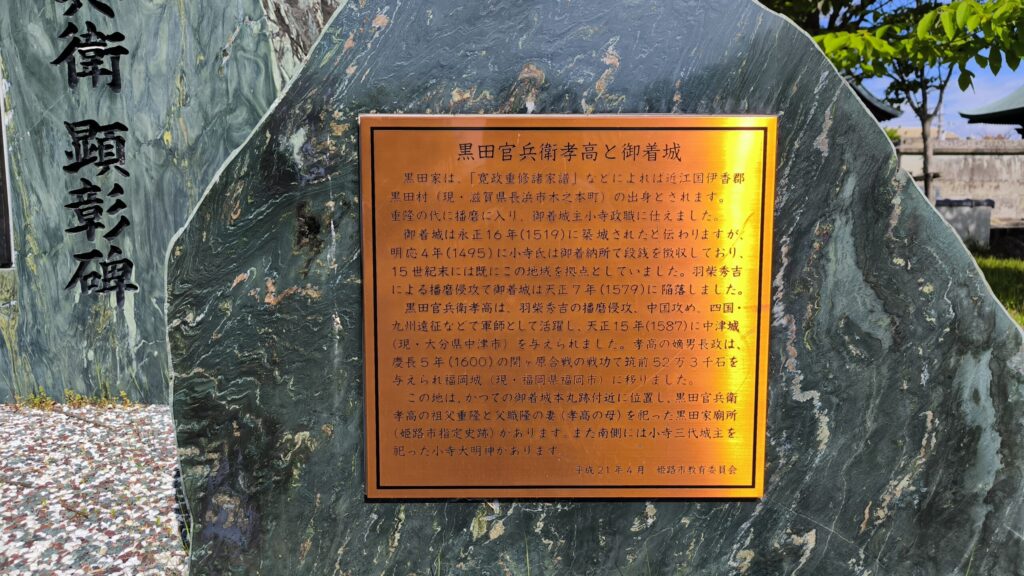 兵衛 顕彰碑
黒田官兵衛孝高と御着城
黒田家は、「寛政重修諸家譜」などによれば近江国伊香郡
黒田村（現・滋賀県長浜市木之本町）の出身とされます。
重隆の代に播磨に入り、御着城主小寺政職に仕えました。
御着城は永正16年(1519)に築城されたと伝わりますが、
明応4年(1495)に小寺氏は御着納所で段銭を徴収しており、
15世紀末には既にこの地域を拠点としていました。羽柴秀吉
による播磨侵攻で御着城は天正7年(1579)に陥落しました。
黒田官兵衛孝高は、羽柴秀吉の播磨侵攻、中国攻め、四国・
九州遠征などで軍師として活躍し、天正15年(1587)に中津城
（現・大分県中津市）を与えられました。孝高の嫡男長政は、
慶長5年(1600)の関ヶ原合戦の戦功で筑前52万3千石を
与えられ福岡城（現・福岡県福岡市）に移りました。
この地は、かつての御着城本丸跡付近に位置し、黒田官兵衛
孝高の祖父重隆と父職隆の妻(孝高の母)を祀った黒田家廟所
(姫路市指定史跡)があります。また南側には小寺三代城主を
祀った小寺大明神があります。
平成21年4月　姫路市教育委員会